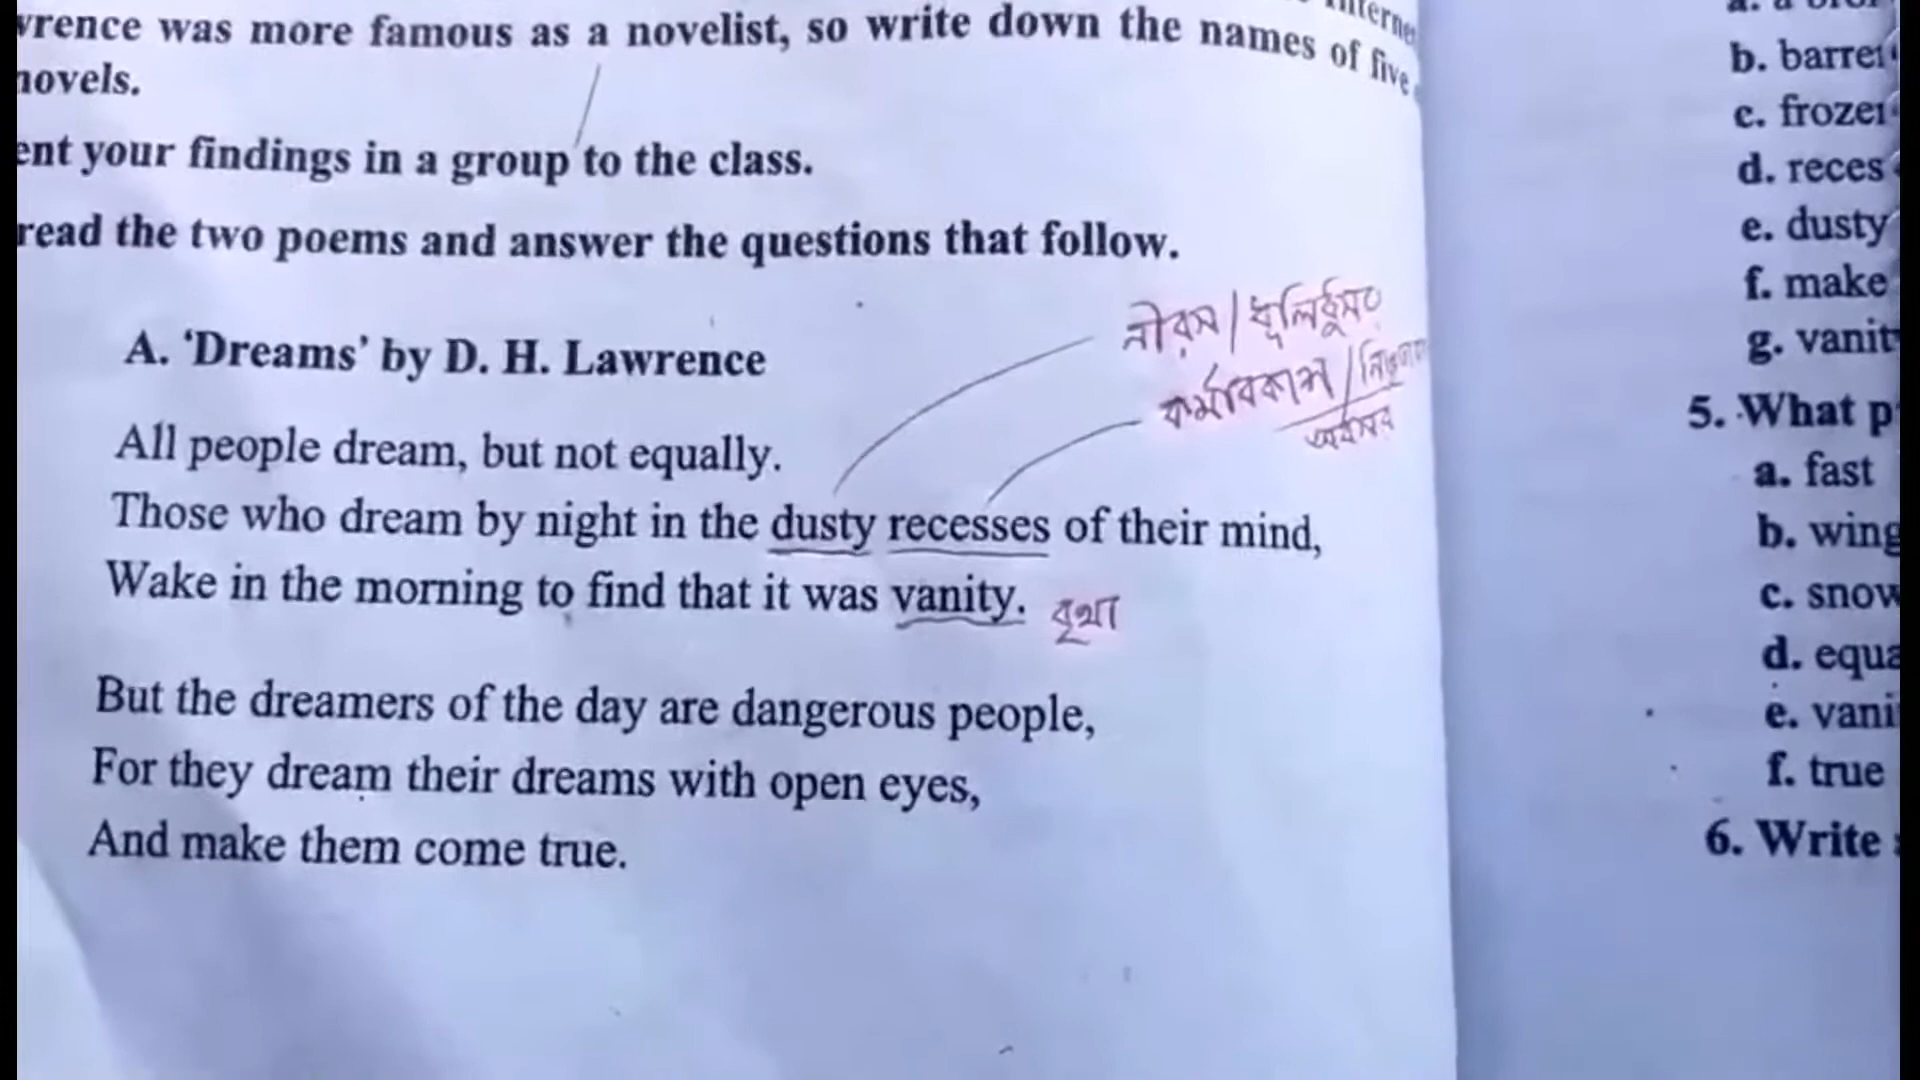 was more famous as a novelist, so write down the names of five
novels.
your findings in a group to the class.
read the two poems and answer the questions that follow.
A. ‘Dreams’ by D. H. Lawrence
নীরস / ধূলিধূসর
কর্মবিকাশ /
অবসর
All people dream, but not equally.
Those who dream by night in the dusty recesses of their mind,
Wake in the morning to find that it was vanity. বৃথা
But the dreamers of the day are dangerous people,
For they dream their dreams with open eyes,
And make them come true.
b.
c.
d. reces
e. dusty
f. make
g. vanit
5. What p
a. fast
b. wing
c. snow
d. equa
e. vani
f. true
6. Write